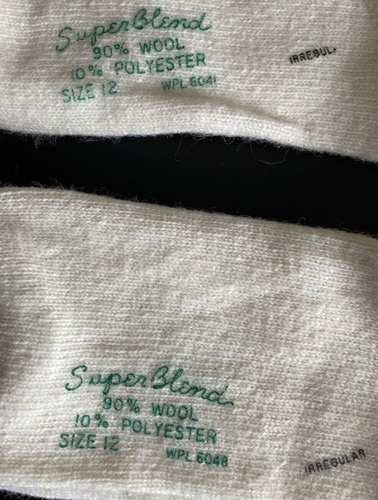 SuperBlend
90% WOOL
10% POLYESTER
SIZE 12 WPL 6041
IRREGULAR
SuperBlend
90% WOOL
10% POLYESTER
SIZE 12
WPL 6048
IRREGULAR